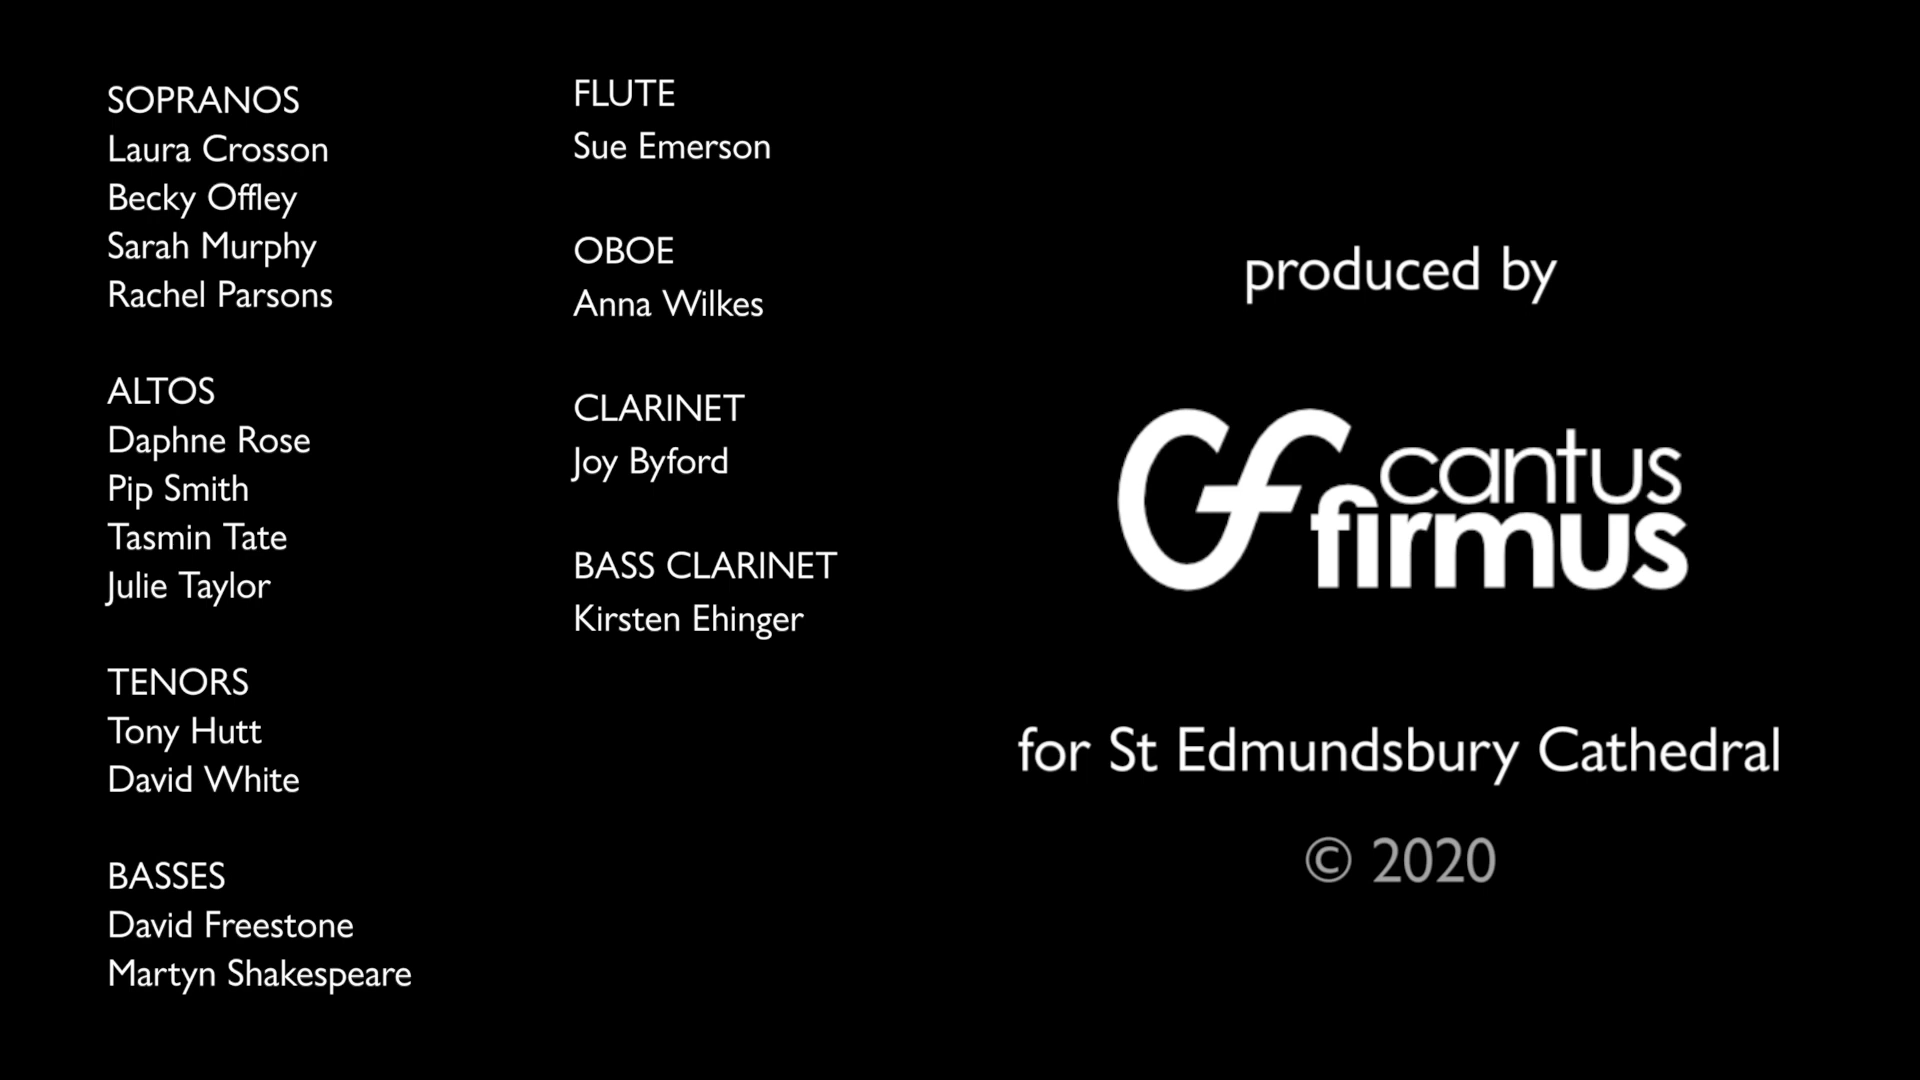 SOPRANOS
Laura Crosson
Becky Offley
Sarah Murphy
Rachel Parsons
ALTOS
Daphne Rose
Pip Smith
Tasmin Tate
Julie Taylor
TENORS
Tony Hutt
David White
BASSES
David Freestone
Martyn Shakespeare
FLUTE
Sue Emerson
OBOE
Anna Wilkes
CLARINET
Joy Byford
BASS CLARINET
Kirsten Ehinger
produced by
cf cantus
firmus
for St Edmundsbury Cathedral
© 2020